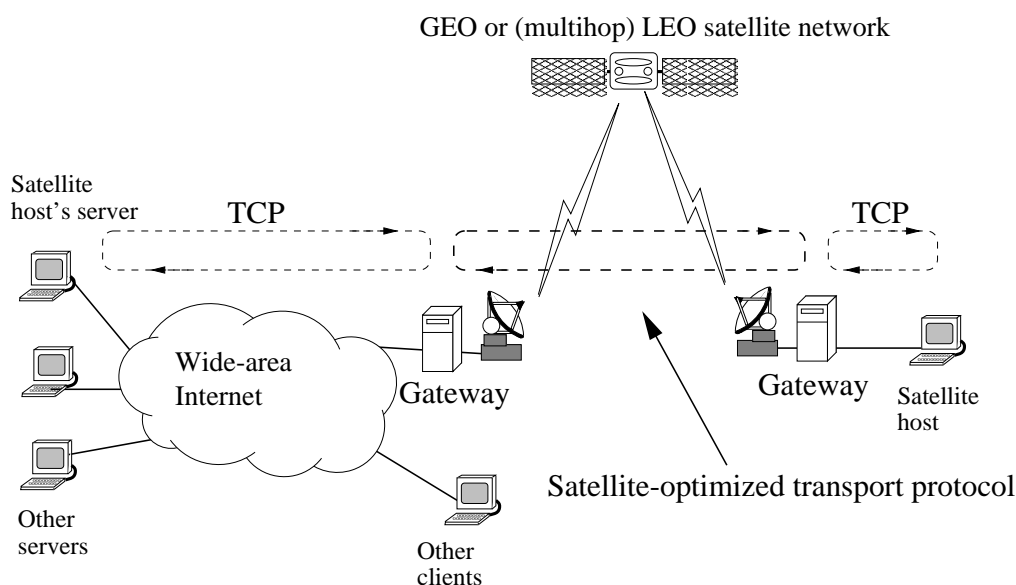 GEO or (multihop) LEO satellite network
Satellite
host's server
TCP
TCP
Wide-area
Internet
Gateway
Gateway
Satellite
host
Satellite-optimized transport protocol
Other
servers
Other
clients